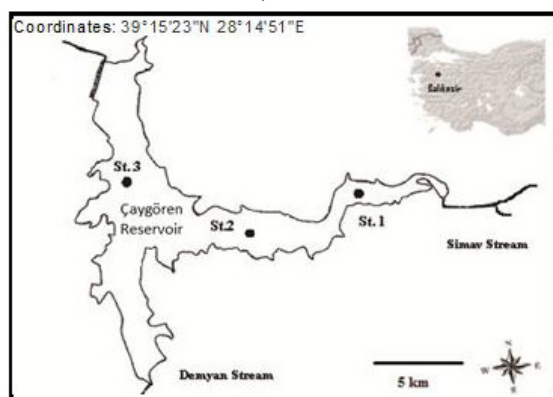 Coordinates: 39°15'23"N 28°14'51"E
Balıkesir
St.3
Çaygören
Reservoir
St.2
St.1
Simav Stream
Demyan Stream
5 km
N
W
E
S